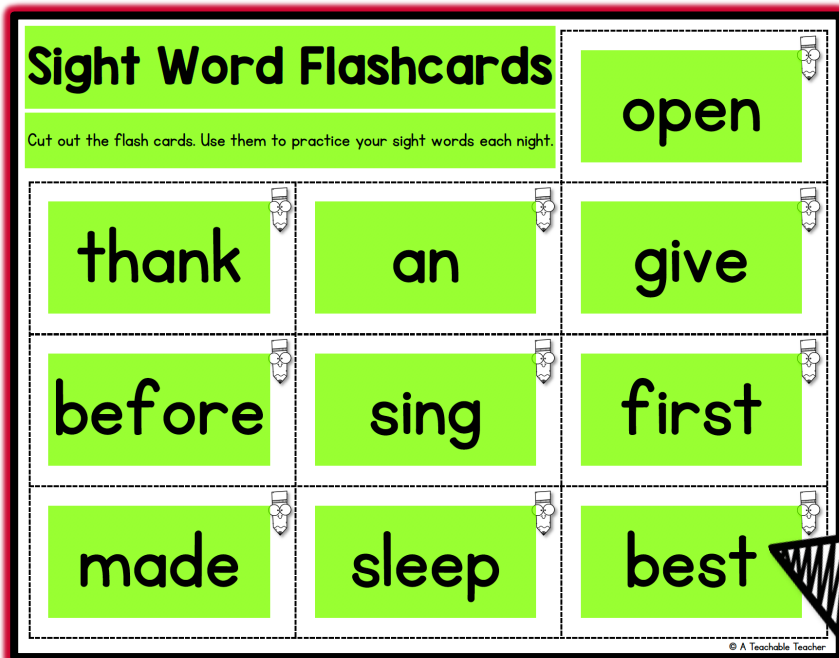 Sight Word Flashcards
Cut out the flash cards. Use them to practice your sight words each night.
open
thank
an
give
before
sing
first
made
sleep
best
© A Teachable Teacher